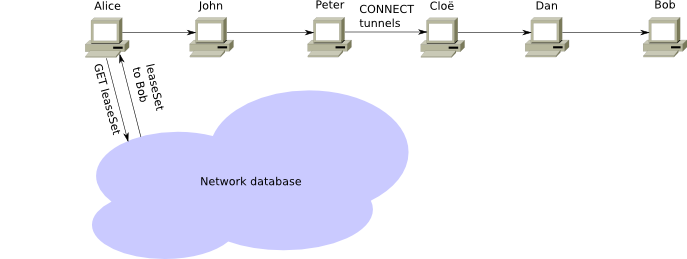 Alice
John
Peter
CONNECT
tunnels
Cloë
Dan
Bob
GET leaseSet
leaseSet
to Bob
Network database